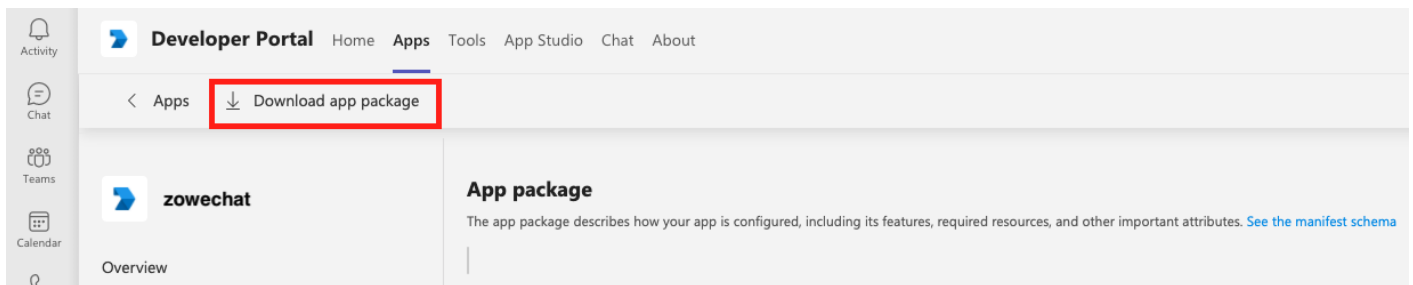 Activity
Chat
Teams
Calendar
Developer Portal Home Apps Tools App Studio Chat About
Apps Download app package
zowechat
Overview
App package
The app package describes how your app is configured, including its features, required resources, and other important attributes. See the manifest schema